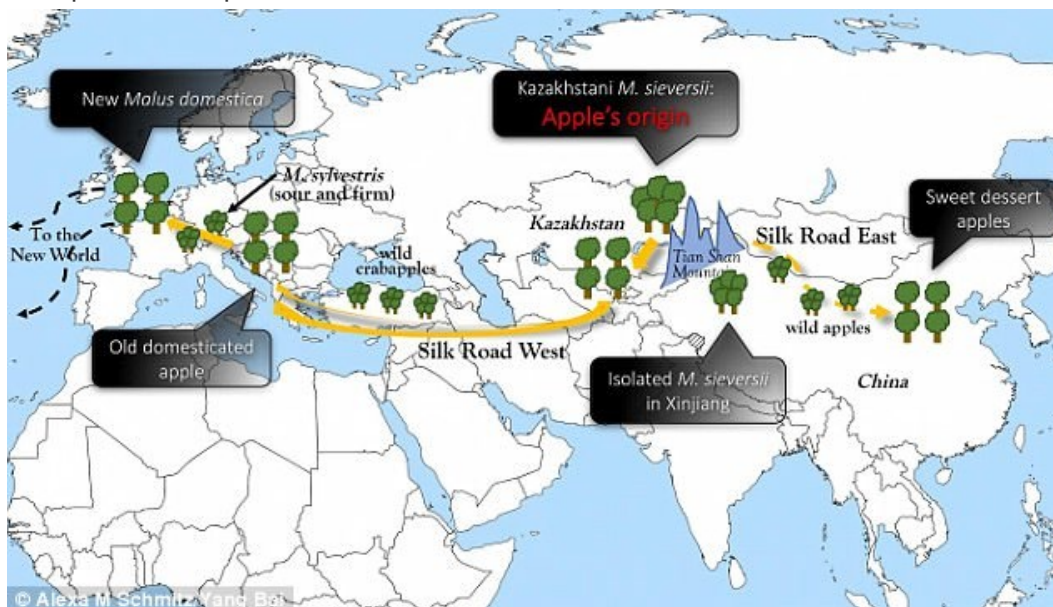 New Malus domestica
Kazakhstani M. sieversii:
Apple's origin
M. sylvestris
(sour and firm)
Sweet dessert
apples
To the
New World
Kazakhstan
Silk Road East
Tian Shan
Mountain
wild
crabapples
wild apples
Old domesticated
apple
Silk Road West
Isolated M. sieversii
in Xinjiang
China
© Alexa M Schmitz Yang Bai